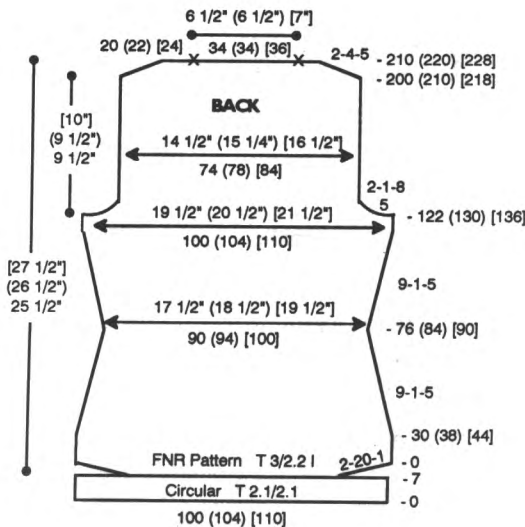 6 1/2" (6 1/2") [7"]
20 (22) [24]
34 (34) [36]
2-4-5
- 210 (220) [228]
- 200 (210) [218]
BACK
[10"]
(9 1/2")
9 1/2"
14 1/2" (15 1/4") [16 1/2"]
74 (78) [84]
2-1-8
5
- 122 (130) [136]
19 1/2" (20 1/2") [21 1/2"]
100 (104) [110]
[27 1/2"]
(26 1/2")
25 1/2"
9-1-5
17 1/2" (18 1/2") [19 1/2"]
- 76 (84) [90]
90 (94) [100]
9-1-5
- 30 (38) [44]
FNR Pattern T 3/2.2 I
2-20-1
- 0
- 7
Circular T 2.1/2.1
- 0
100 (104) [110]